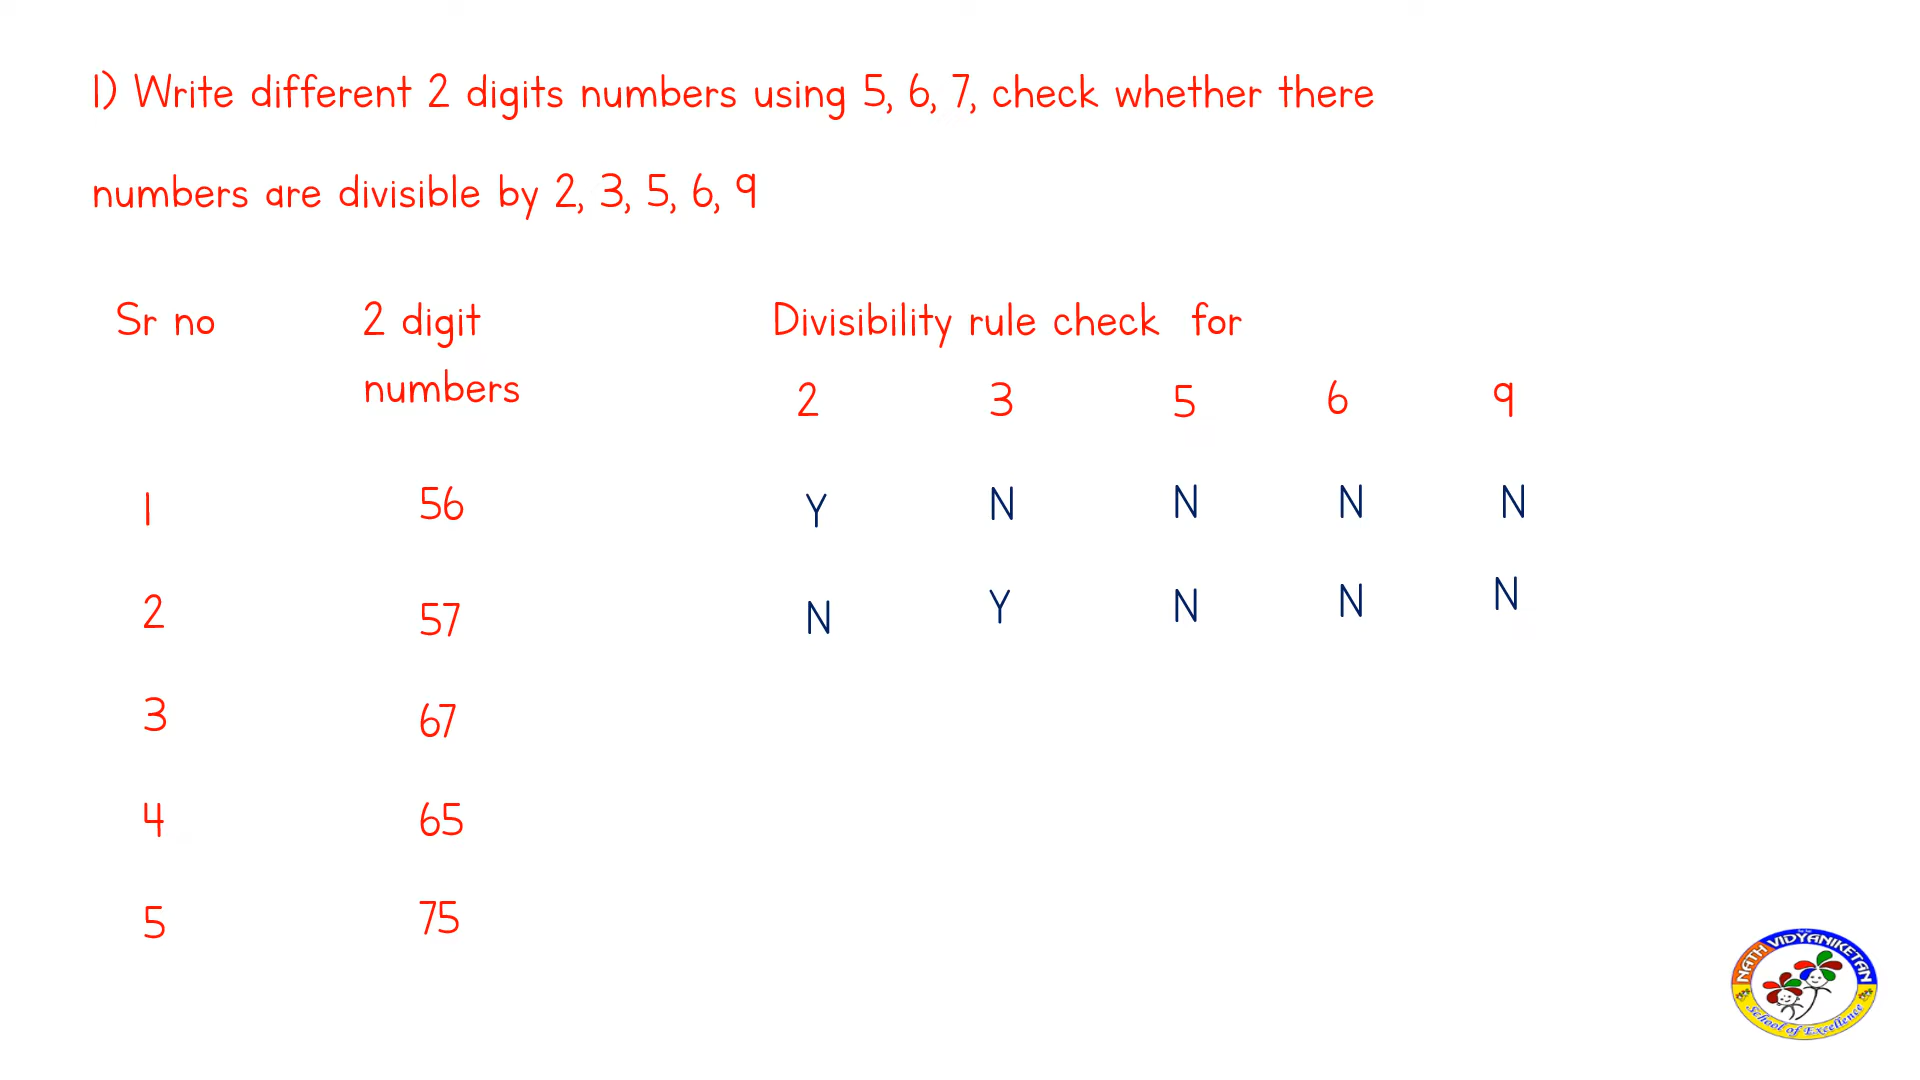 1) Write different 2 digits numbers using 5, 6, 7, check whether there
numbers are divisible by 2, 3, 5, 6, 9
Sr no 2 digit Divisibility rule check for
numbers 2 3 5 6 9
1 56 Y N N N N
2 57 N Y N N N
3 67
4 65
5 75
NATH VIDYANIKETAN
School of Excellence